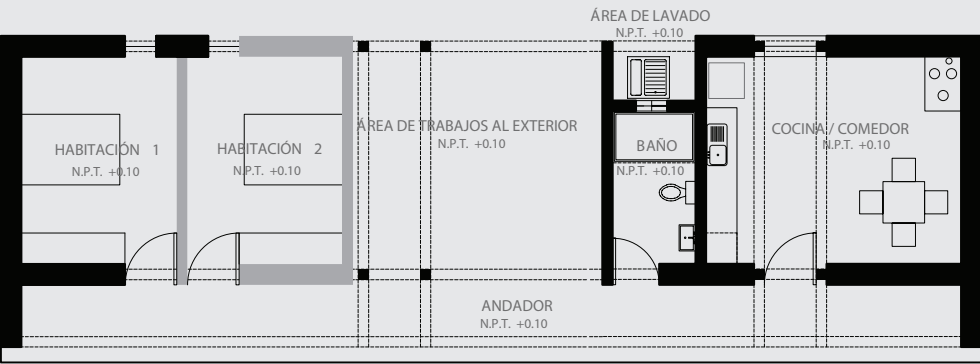 ÁREA DE LAVADO
N.P.T. +0.10
ÁREA DE TRABAJOS AL EXTERIOR
N.P.T. +0.10
COCINA / COMEDOR
N.P.T. +0.10
HABITACIÓN 1
N.P.T. +0.10
HABITACIÓN 2
N.P.T. +0.10
BAÑO
N.P.T. +0.10
ANDADOR
N.P.T. +0.10